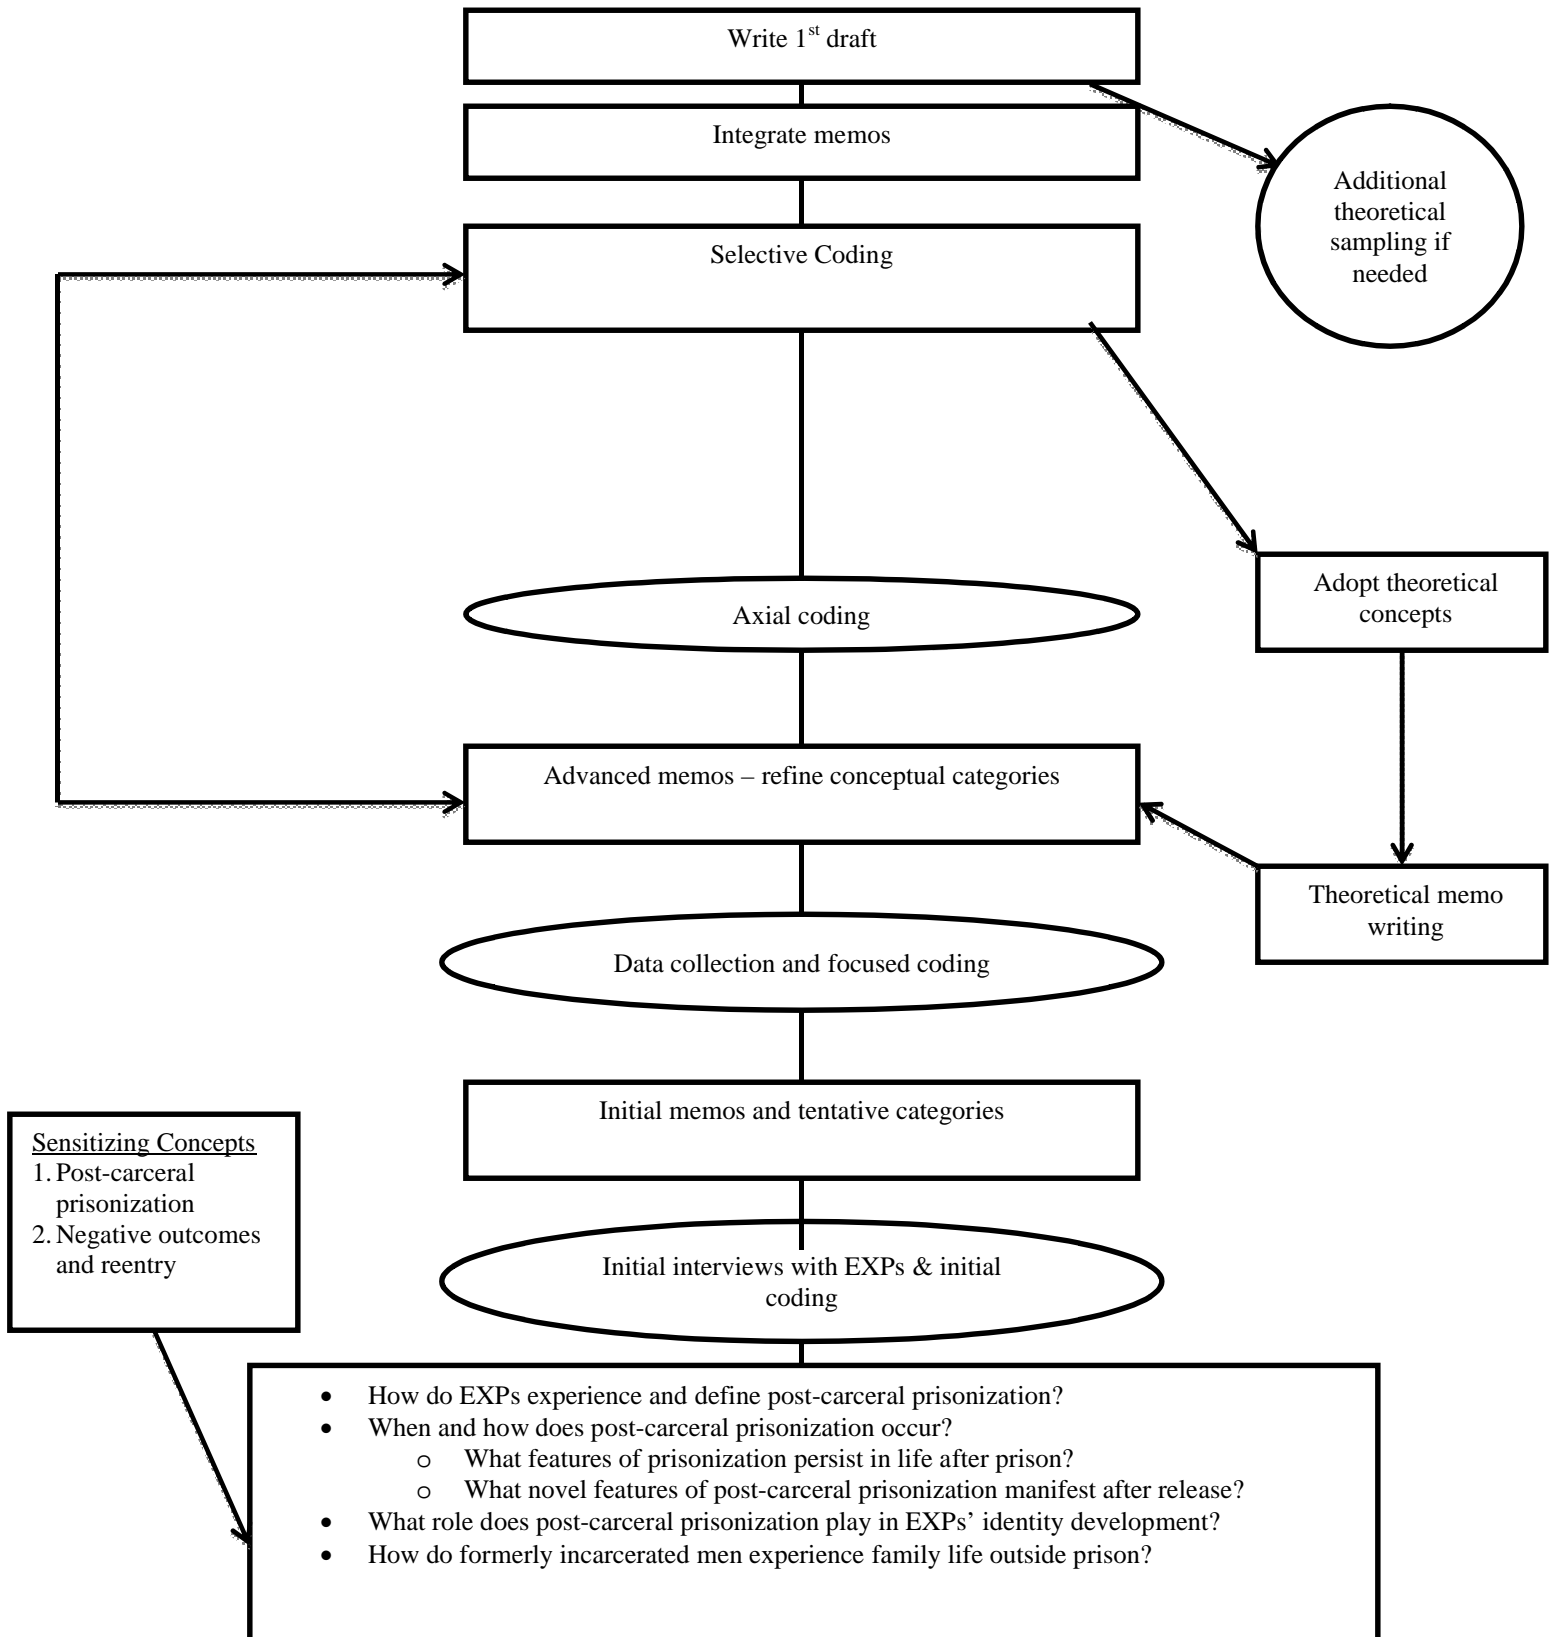 Write 1st draft
Integrate memos
Additional
theoretical
sampling if
needed
Selective Coding
Adopt theoretical
concepts
Axial coding
Advanced memos – refine conceptual categories
Theoretical memo
writing
Data collection and focused coding
Initial memos and tentative categories
Sensitizing Concepts
1. Post-carceral
prisonization
2. Negative outcomes
and reentry
Initial interviews with EXPs & initial
coding
• How do EXPs experience and define post-carceral prisonization?
• When and how does post-carceral prisonization occur?
o What features of prisonization persist in life after prison?
o What novel features of post-carceral prisonization manifest after release?
• What role does post-carceral prisonization play in EXPs’ identity development?
• How do formerly incarcerated men experience family life outside prison?